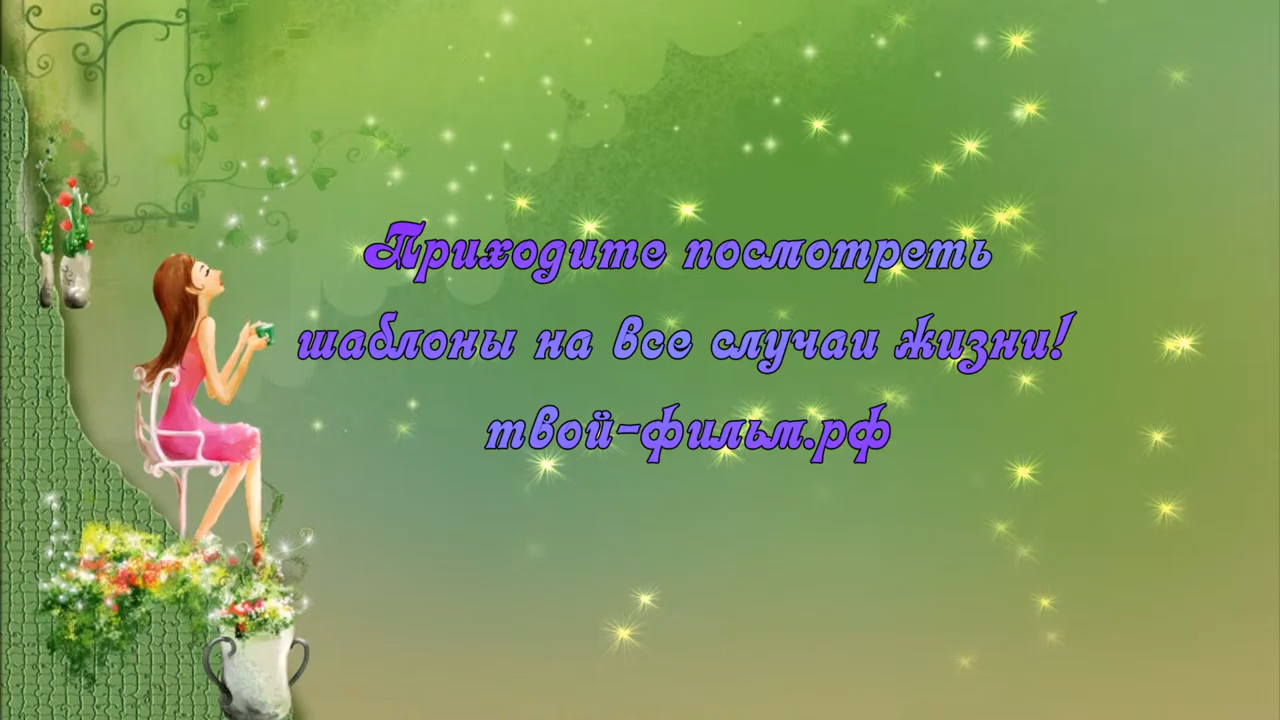 Приходите посмотреть
шаблоны на все случаи жизни!
твой-фильм.рф